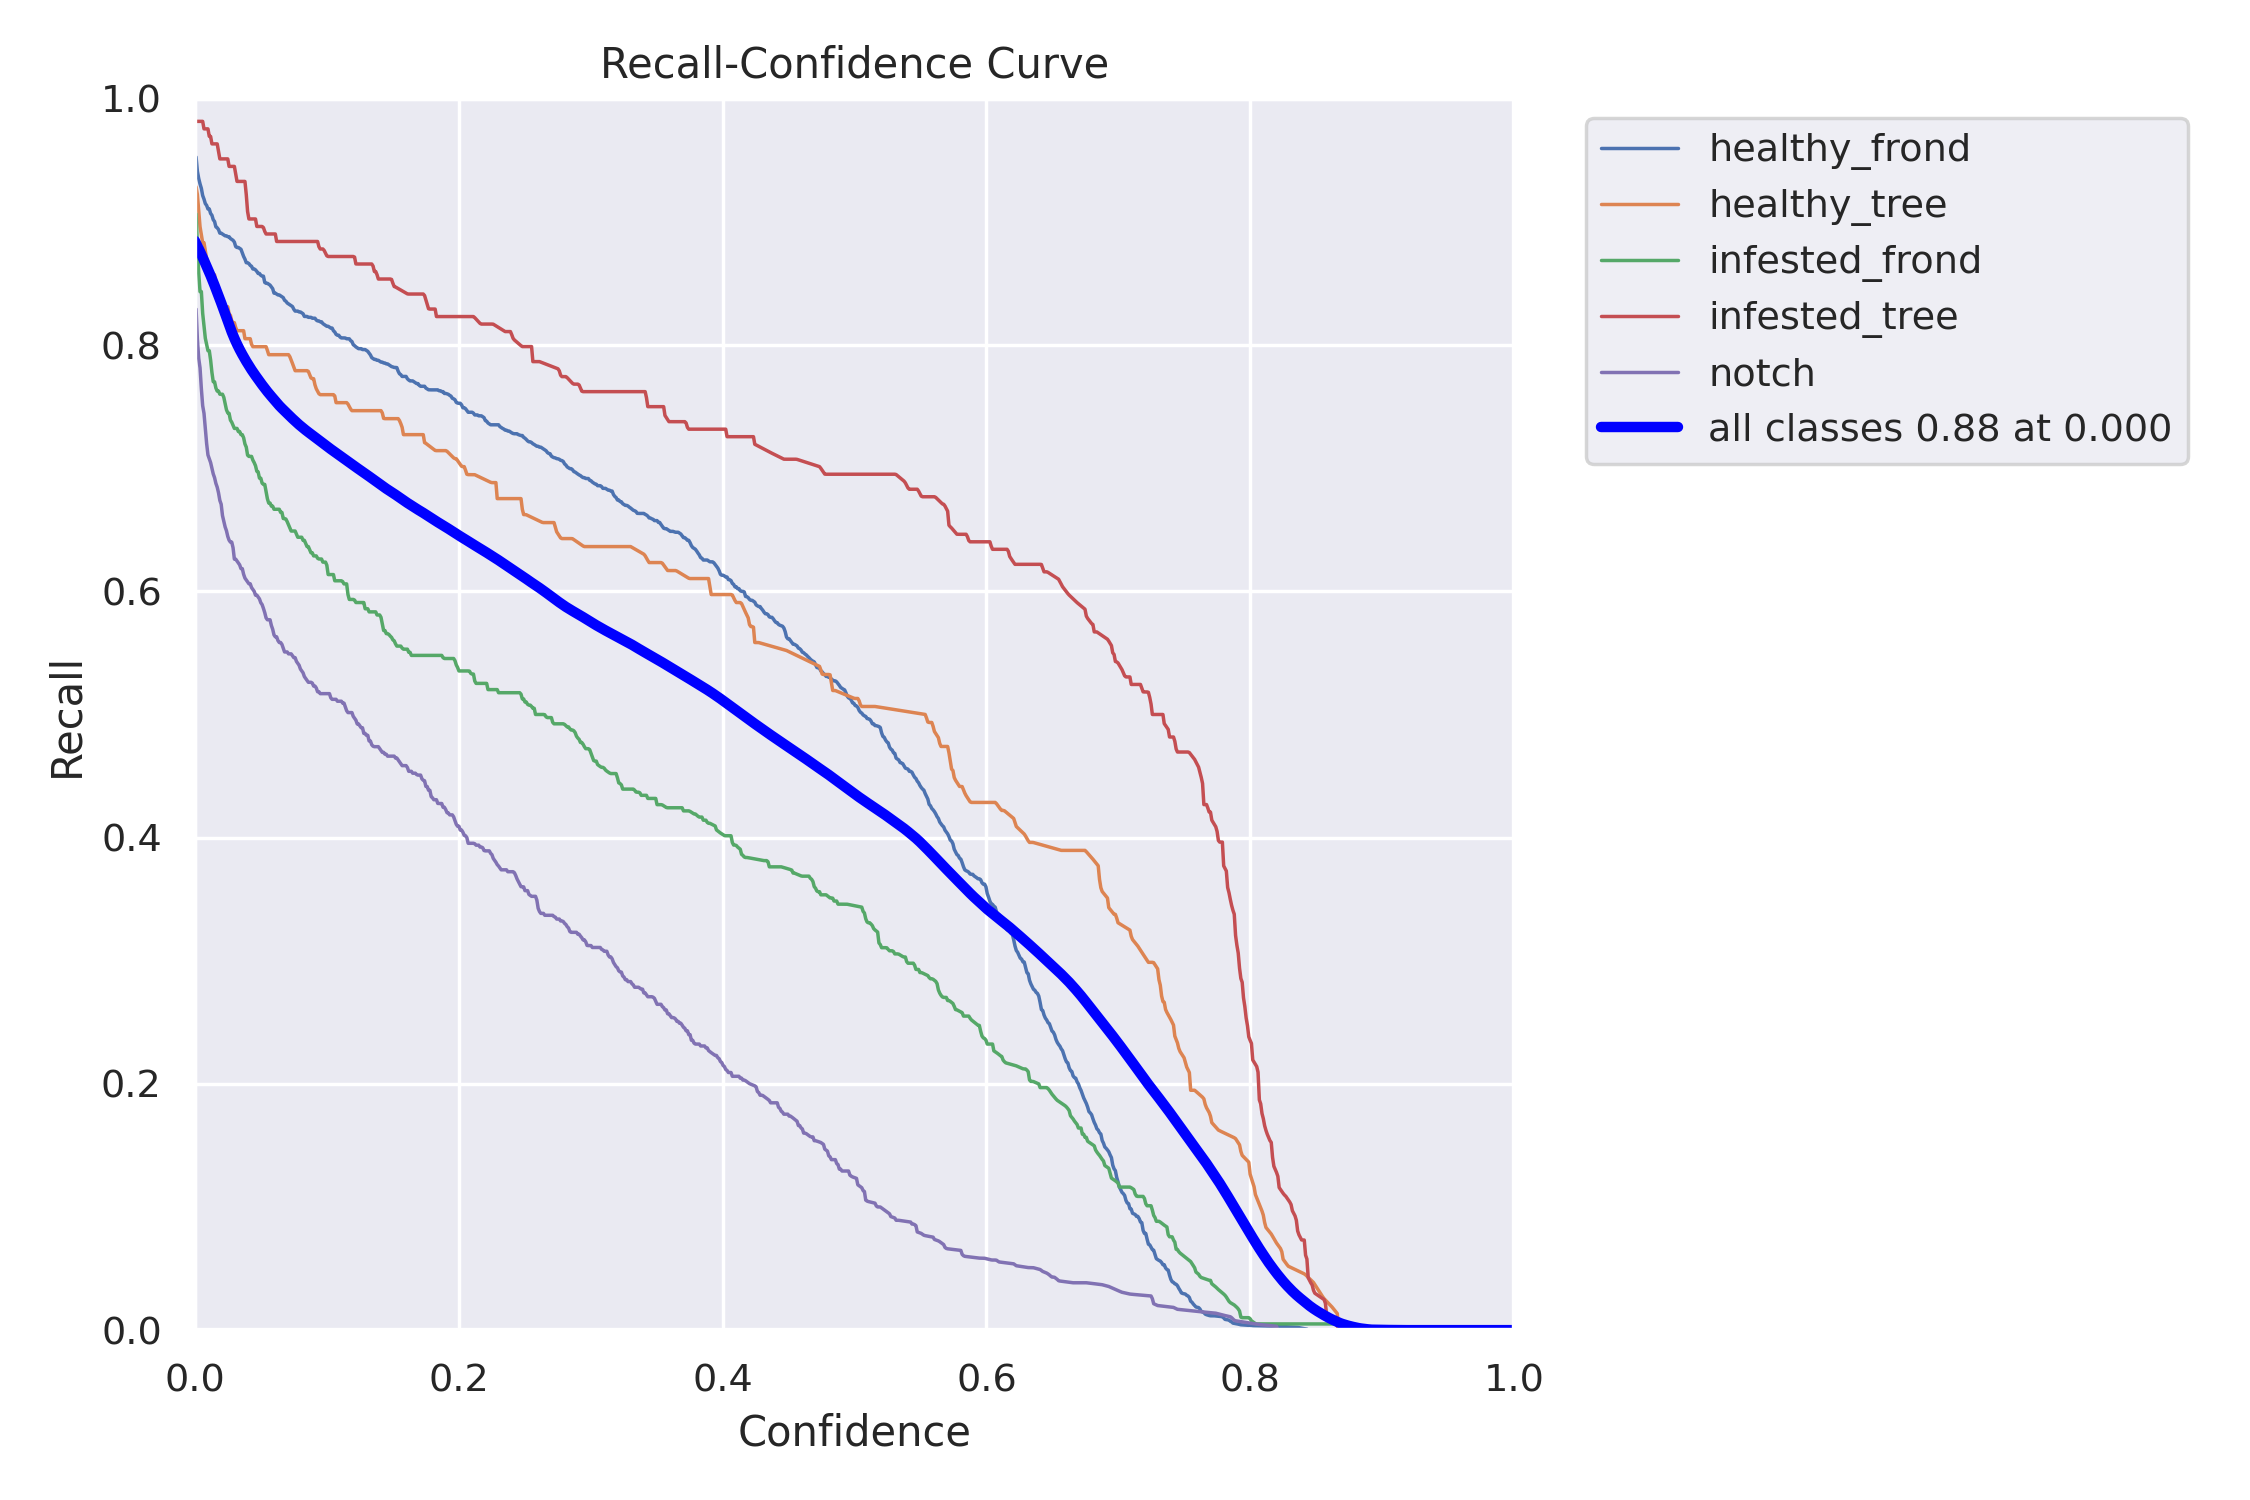 Recall-Confidence Curve
1.0
0.8
0.6
0.4
0.2
0.0
Recall
0.0 0.2 0.4 0.6 0.8 1.0
Confidence
healthy_frond
healthy_tree
infested_frond
infested_tree
notch
all classes 0.88 at 0.000